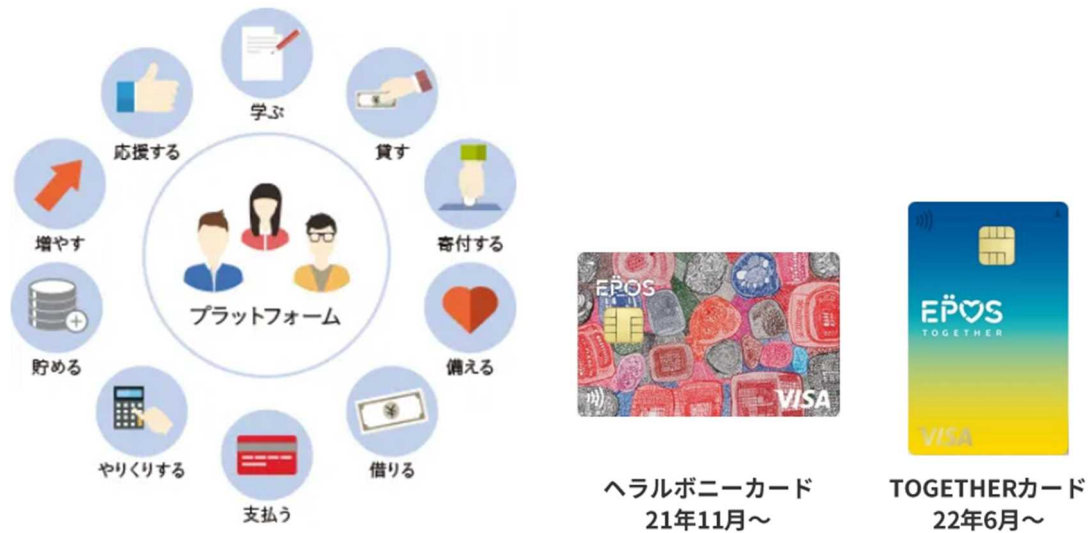 学ぶ
貸す
寄付する
備える
借りる
支払う
やりくりする
貯める
増やす
応援する
プラットフォーム
EPOS
VISA
ヘラルボニーカード
21年11月～
EPOS
TOGETHER
VISA
TOGETHERカード
22年6月～